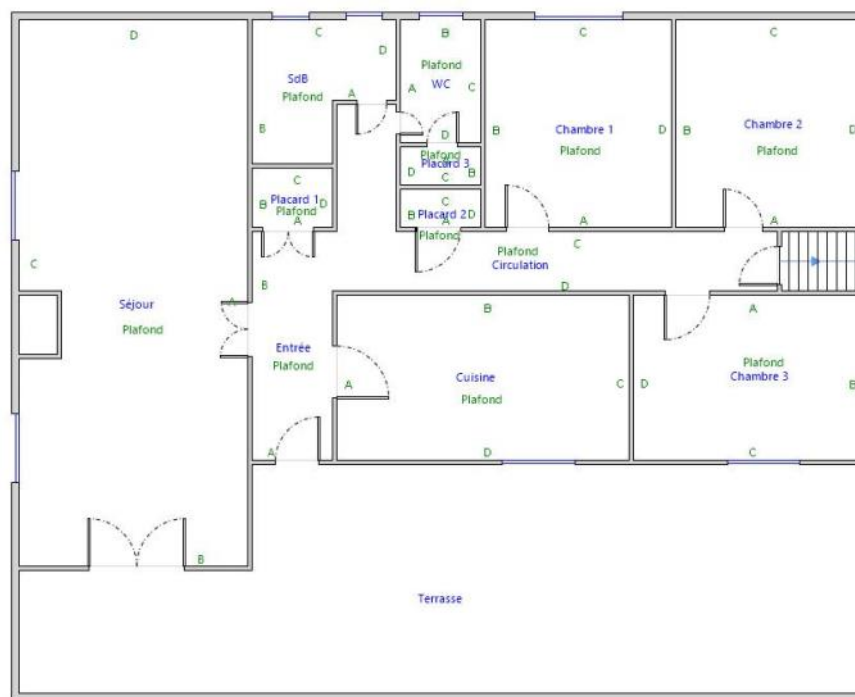 D
C
B
C
C
D
Plafond
SdB
WC
C
Plafond
A
A
B
B
Chambre 1
D
B
Chambre 2
D
D
Plafond
Plafond
Plafond
Placard 3
A
D
C
B
C
Placard 1
B
Plafond
D
A
C
Placard 2
B
A
D
Plafond
A
A
Plafond
C
Circulation
C
B
D
Séjour
A
Plafond
Entrée
Plafond
B
Cuisine
A
C
Plafond
D
A
Plafond
Chambre 3
D
B
C
A
B
Terrasse